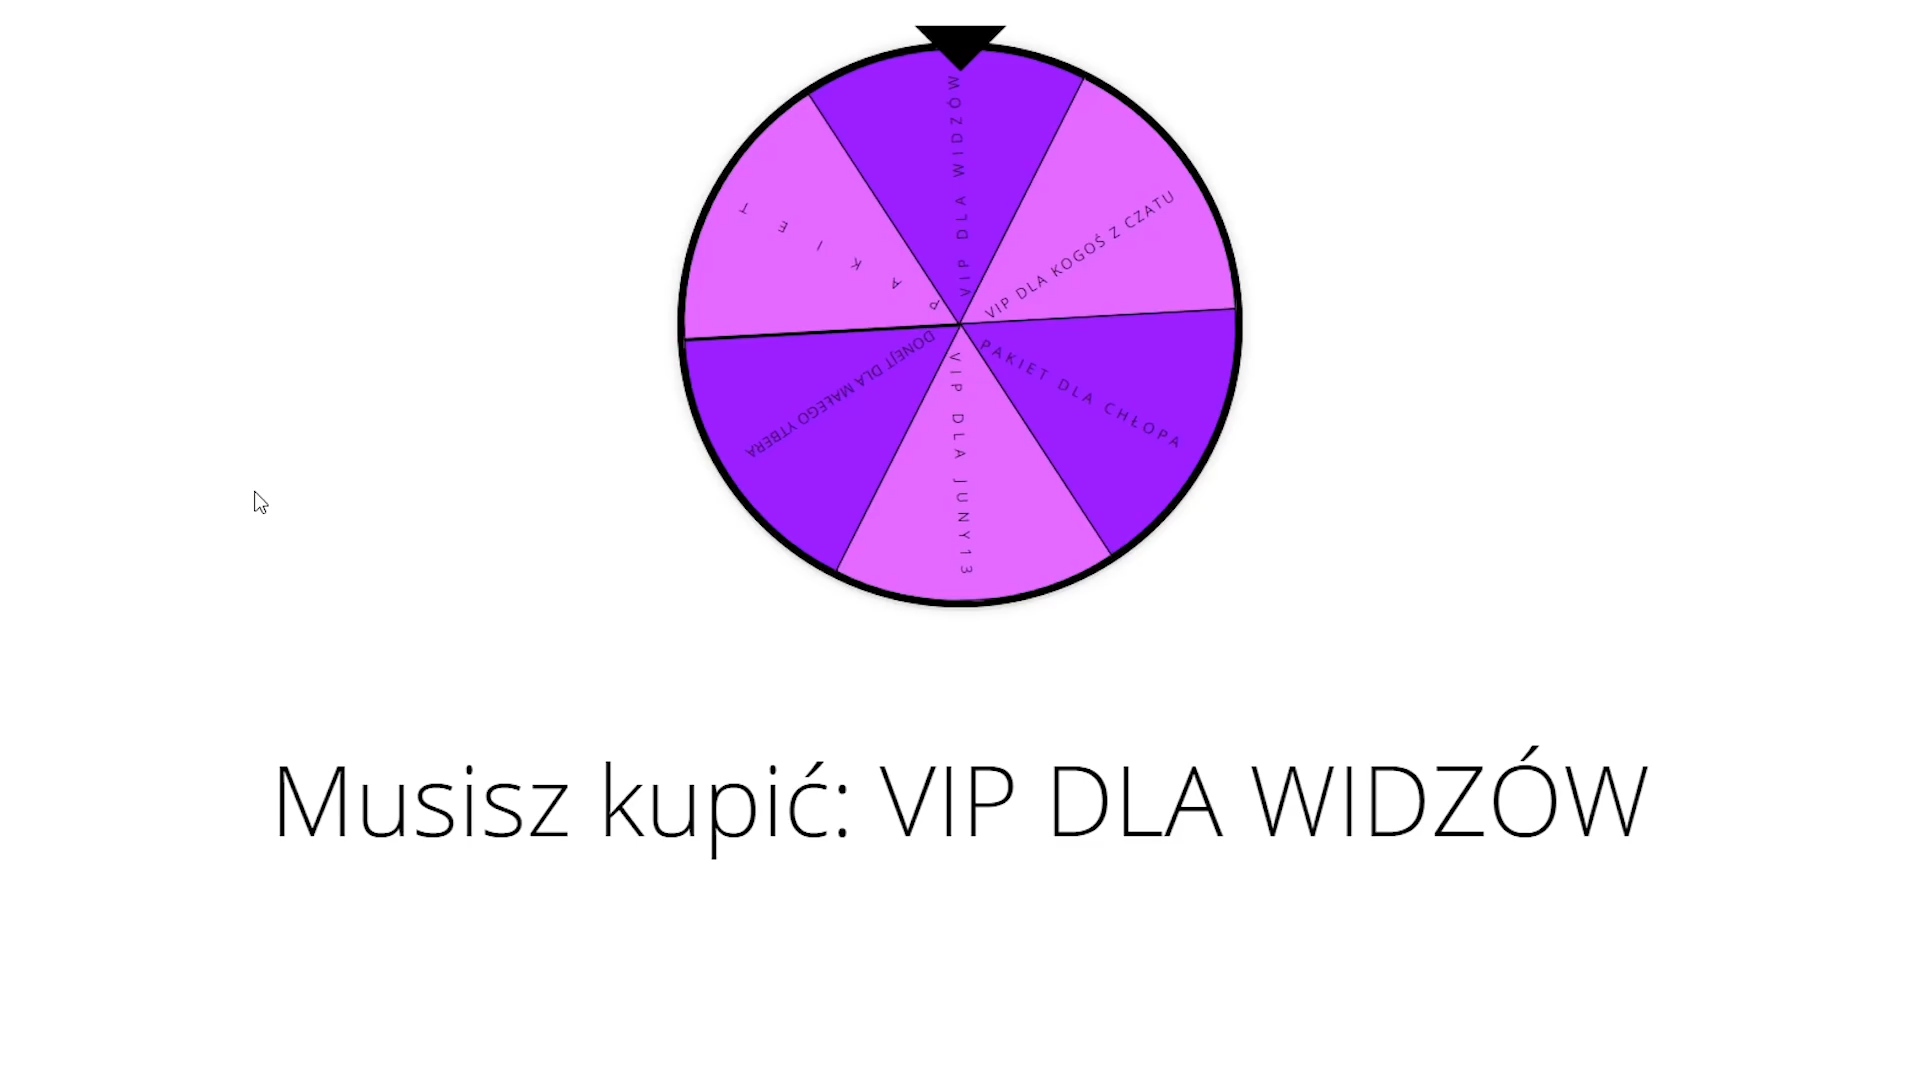 VIP DLA WIDZÓW
VIP DLA KOGOŚ Z CZATU
PAKIET DLA CHŁOPA
VIP DLA JUNY13
DONEJT DLA MAŁEGO YTBERA
PAKIET
Musisz kupić: VIP DLA WIDZÓW